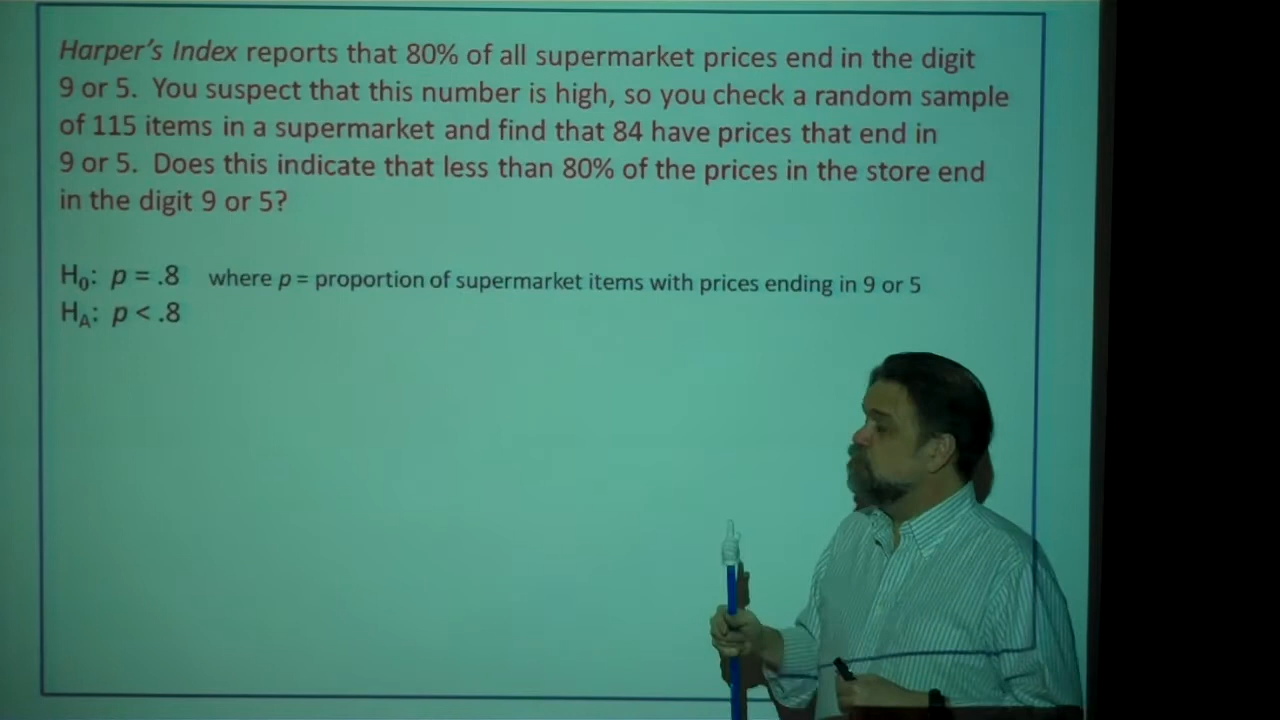 Harper's Index reports that 80% of all supermarket prices end in the digit
9 or 5. You suspect that this number is high, so you check a random sample
of 115 items in a supermarket and find that 84 have prices that end in
9 or 5. Does this indicate that less than 80% of the prices in the store end
in the digit 9 or 5?
H₀: p = .8 where p = proportion of supermarket items with prices ending in 9 or 5
Hₐ: p < .8